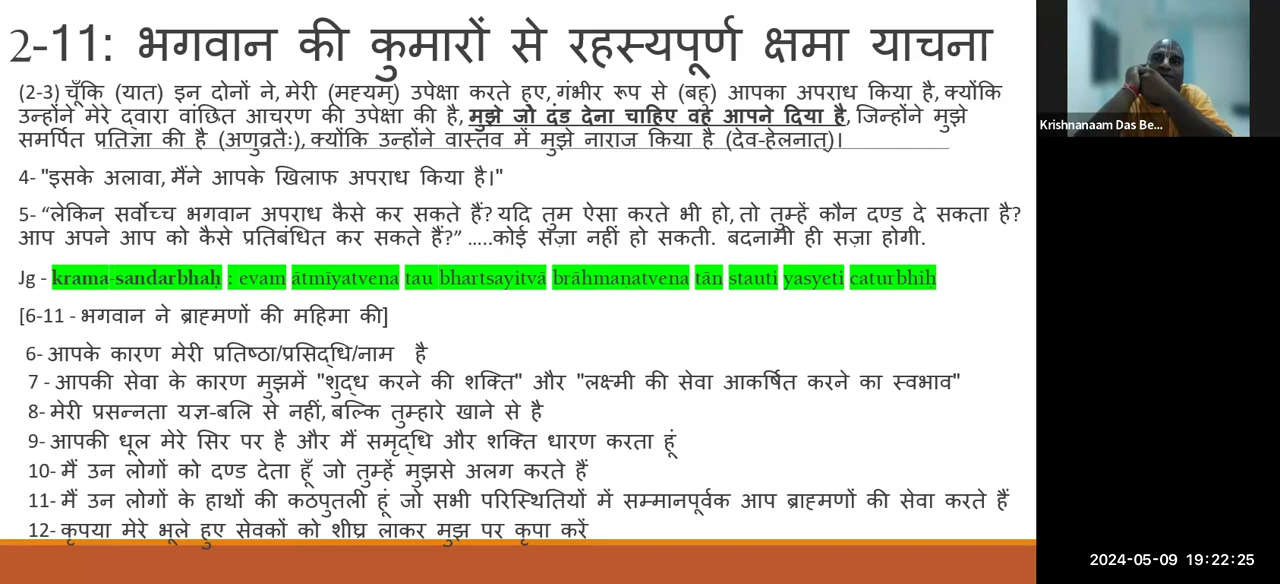 2-11: भगवान की कुमारों से रहस्यपूर्ण क्षमा याचना
(2-3) चूँकि (यात) इन दोनों ने, मेरी (मह्यम्) उपेक्षा करते हुए, गंभीर रूप से (बहु) आपका अपराध किया है, क्योंकि
उन्होंने मेरे द्वारा वांछित आचरण की उपेक्षा की है, मुझे जो दंड देना चाहिए वह आपने दिया है, जिन्होंने मुझे
समर्पित प्रतिज्ञा की है (अणुव्रतैः), क्योंकि उन्होंने वास्तव में मुझे नाराज किया है (देव-हेलनात्)।
4- "इसके अलावा, मैंने आपके खिलाफ अपराध किया है।"
5- “लेकिन सर्वोच्च भगवान अपराध कैसे कर सकते हैं? यदि तुम ऐसा करते भी हो, तो तुम्हें कौन दण्ड दे सकता है?
आप अपने आप को कैसे प्रतिबंधित कर सकते हैं?” .....कोई सज़ा नहीं हो सकती. बदनामी ही सज़ा होगी.
Jg - krama-sandarbhaḥ : evam ātmīyatvena tau bhartsayitvā brāhmaṇatvena tān stauti yasyeti caturbhiḥ
[6-11 - भगवान ने ब्राह्मणों की महिमा की]
6- आपके कारण मेरी प्रतिष्ठा/प्रसिद्धि/नाम है
7 - आपकी सेवा के कारण मुझमें "शुद्ध करने की शक्ति" और "लक्ष्मी की सेवा आकर्षित करने का स्वभाव"
8- मेरी प्रसन्नता यज्ञ-बलि से नहीं, बल्कि तुम्हारे खाने से है
9- आपकी धूल मेरे सिर पर है और मैं समृद्धि और शक्ति धारण करता हूं
10- मैं उन लोगों को दण्ड देता हूँ जो तुम्हें मुझसे अलग करते हैं
11- मैं उन लोगों के हाथों की कठपुतली हूं जो सभी परिस्थितियों में सम्मानपूर्वक आप ब्राह्मणों की सेवा करते हैं
12- कृपया मेरे भूले हुए सेवकों को शीघ्र लाकर मुझ पर कृपा करें
Krishnanaam Das Be...
2024-05-09 19:22:25